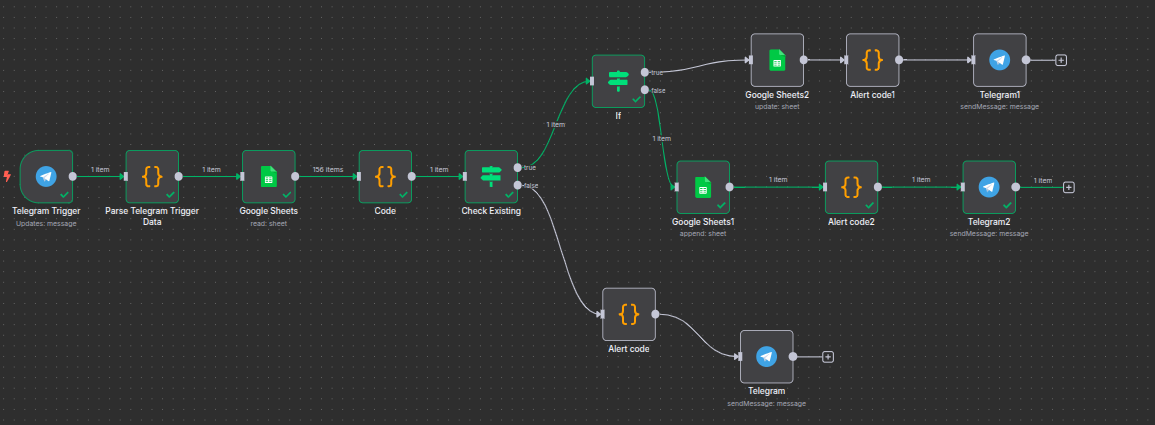 true
false
If
1 item
Google Sheets2
update: sheet
Alert code1
Telegram1
sendMessage: message
1 item
1 item
1 item
156 items
1 item
true
false
Telegram Trigger
Updates: message
Parse Telegram Trigger
Data
Google Sheets
read: sheet
Code
Check Existing
1 item
1 item
1 item
Google Sheets1
append: sheet
Alert code2
Telegram2
sendMessage: message
Alert code
Telegram
sendMessage: message